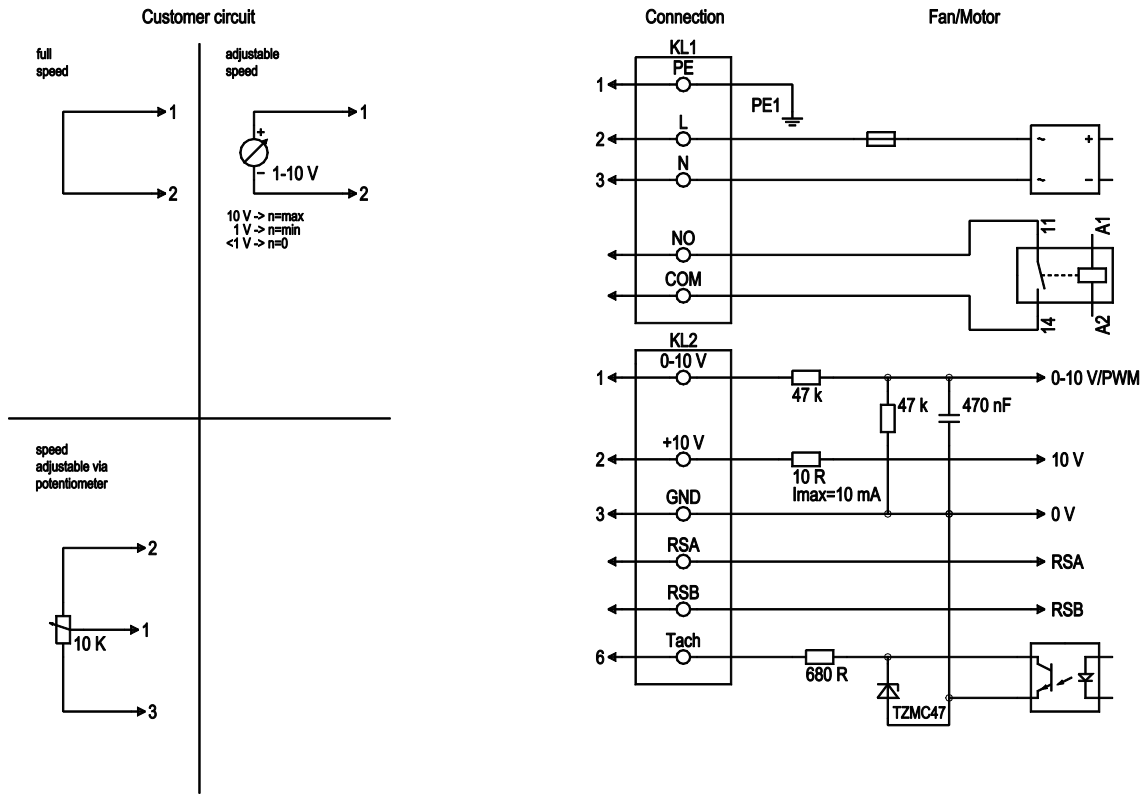 Customer circuit
full
speed
1
2
adjustable
speed
+
1
− 1-10 V
2
10 V -> n=max
1 V -> n=min
<1 V -> n=0
speed
adjustable via
potentiometer
2
1
10 K
3
Connection
Fan/Motor
KL1
PE
1
PE1
L
2
~ +
N
3
~ −
NO
11
A1
COM
14
A2
KL2
0-10 V
1
47 k
0-10 V/PWM
47 k
470 nF
+10 V
2
10 R
Imax=10 mA
10 V
GND
3
0 V
RSA
RSA
RSB
RSB
Tach
6
680 R
TZMC47